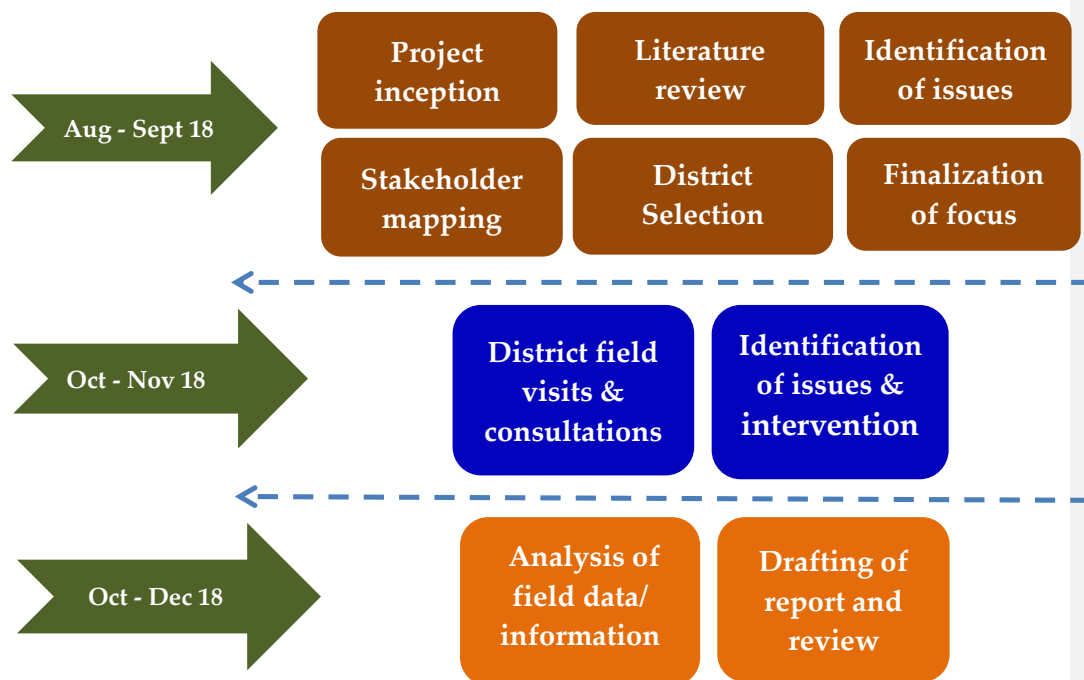 Aug - Sept 18
Project
inception
Literature
review
Identification
of issues
Stakeholder
mapping
District
Selection
Finalization
of focus
Oct - Nov 18
District field
visits &
consultations
Identification
of issues &
intervention
Oct - Dec 18
Analysis of
field data/
information
Drafting of
report and
review